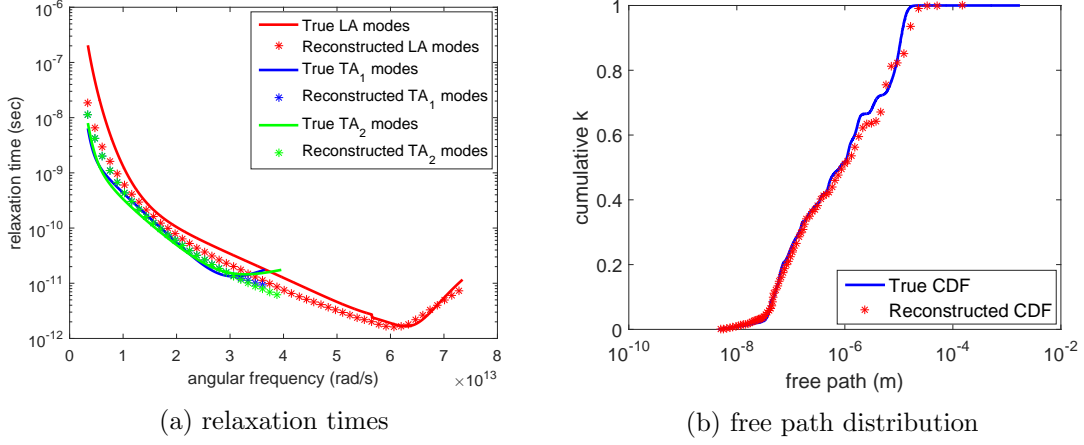 10^-6
10^-7
10^-8
10^-9
10^-10
10^-11
10^-12
relaxation time (sec)
0 1 2 3 4 5 6 7 8
×10^13
angular frequency (rad/s)
True LA modes
Reconstructed LA modes
True TA_1 modes
Reconstructed TA_1 modes
True TA_2 modes
Reconstructed TA_2 modes
(a) relaxation times
1
0.8
0.6
0.4
0.2
0
cumulative k
10^-10 10^-8 10^-6 10^-4 10^-2
free path (m)
True CDF
Reconstructed CDF
(b) free path distribution